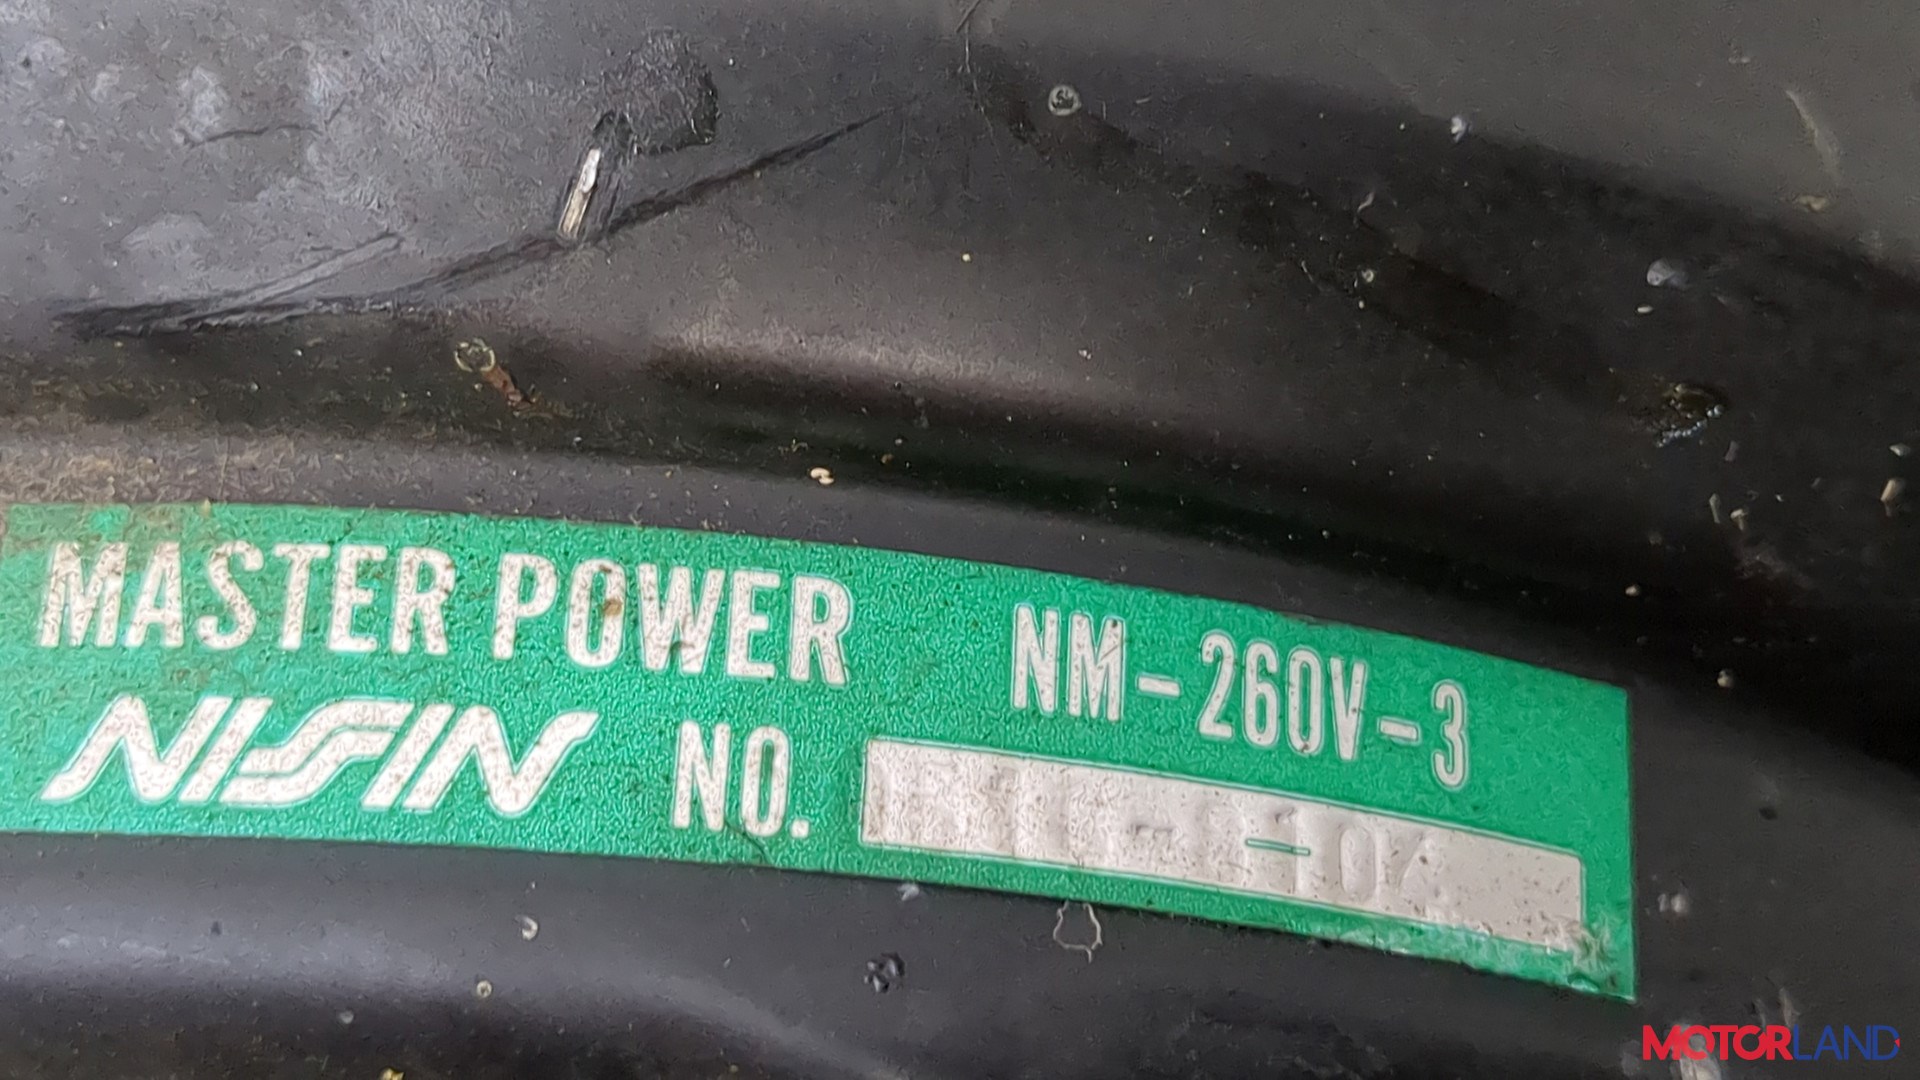 MASTER POWER NM-260V-3
NISSIN NO.
MOTORLAND